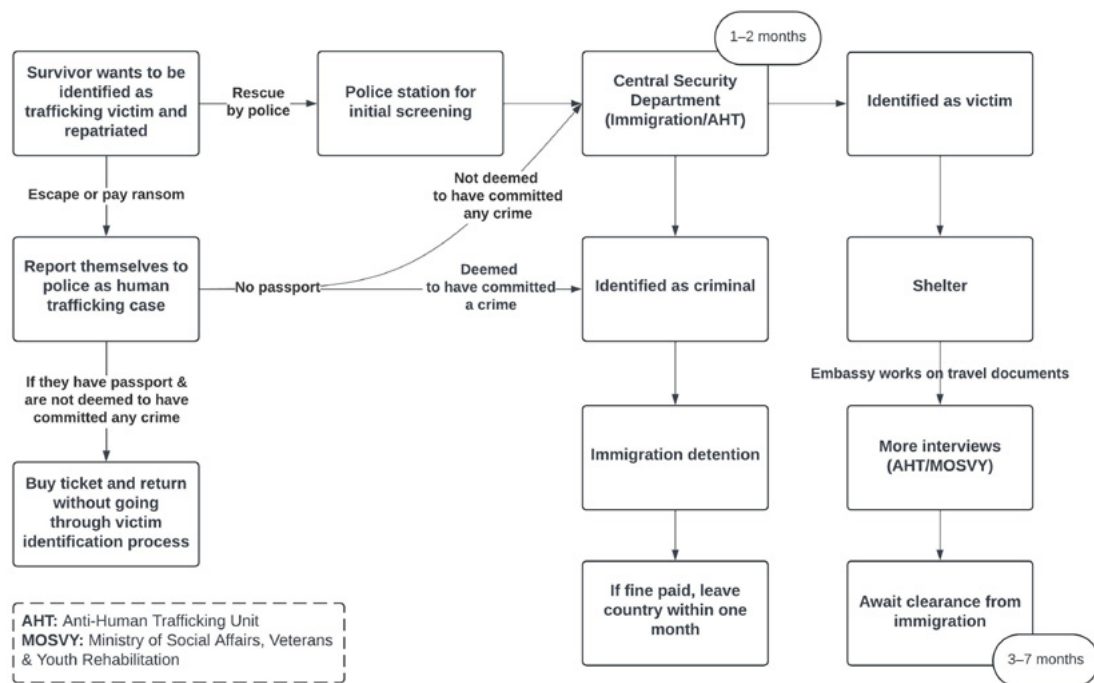 1–2 months
Survivor wants to be
identified as
trafficking victim and
repatriated
Rescue
by police
Police station for
initial screening
Central Security
Department
(Immigration/AHT)
Identified as victim
Escape or pay ransom
Not deemed
to have committed
any crime
Report themselves to
police as human
trafficking case
No passport
Deemed
to have committed
a crime
Identified as criminal
Shelter
If they have passport &
are not deemed to have
committed any crime
Embassy works on travel documents
Buy ticket and return
without going
through victim
identification process
Immigration detention
More interviews
(AHT/MOSVY)
If fine paid, leave
country within one
month
Await clearance from
immigration
3–7 months
AHT: Anti-Human Trafficking Unit
MOSVY: Ministry of Social Affairs, Veterans
& Youth Rehabilitation